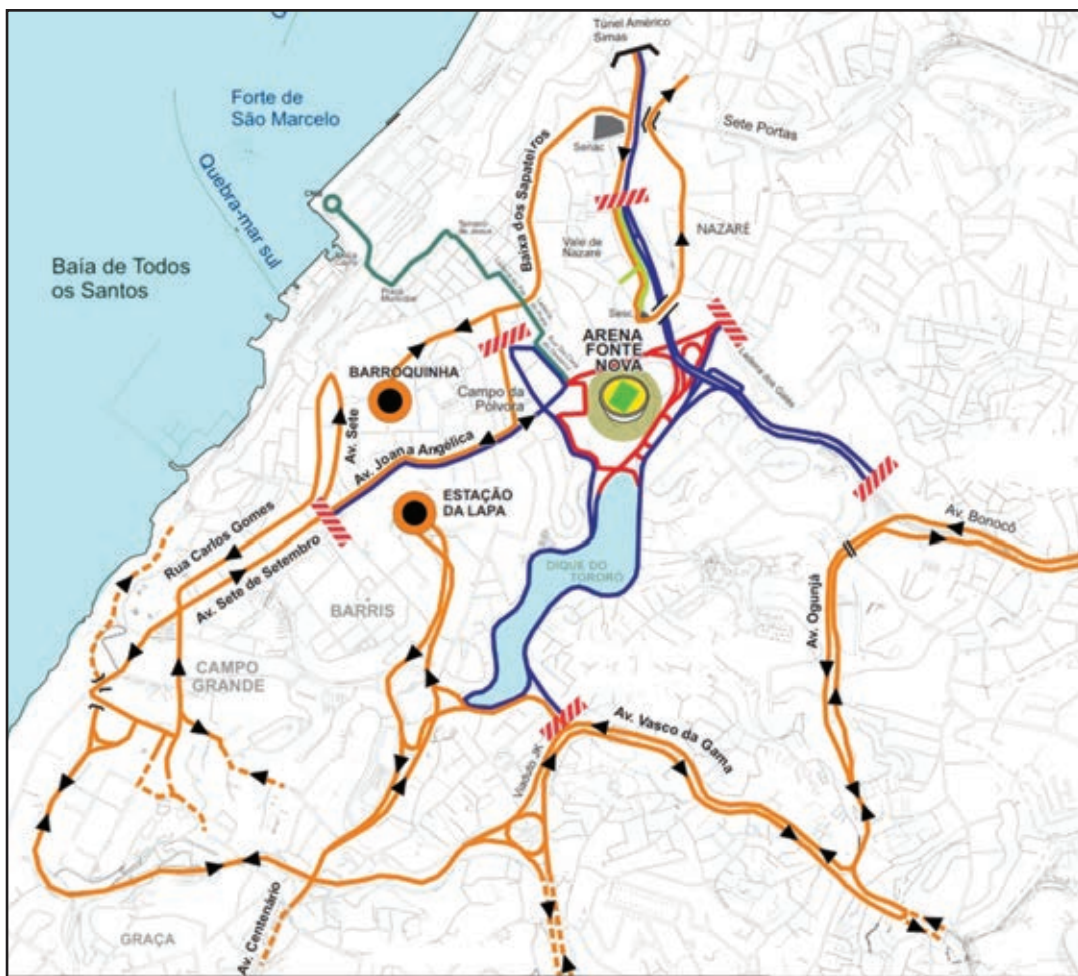 Túnel Américo
Simas
Forte de
São Marcelo
Sete Portas
Senac
Quebra-mar sul
Baixa dos Sapateiros
NAZARÉ
Vale de
Nazaré
Baía de Todos
os Santos
Praça
Municipal
Sesc
ARENA
FONTE
NOVA
Ladeira dos Galés
BARROQUINHA
Campo da
Pólvora
Av. Sete
Av. Joana Angélica
ESTAÇÃO
DA LAPA
Rua Carlos Gomes
Av. Sete de Setembro
Av. Bonocô
DIQUE DO
TORORÓ
BARRIS
Av. Ogunjá
CAMPO
GRANDE
Av. Vasco da Gama
Viaduto JK
Av. Centenário
GRAÇA